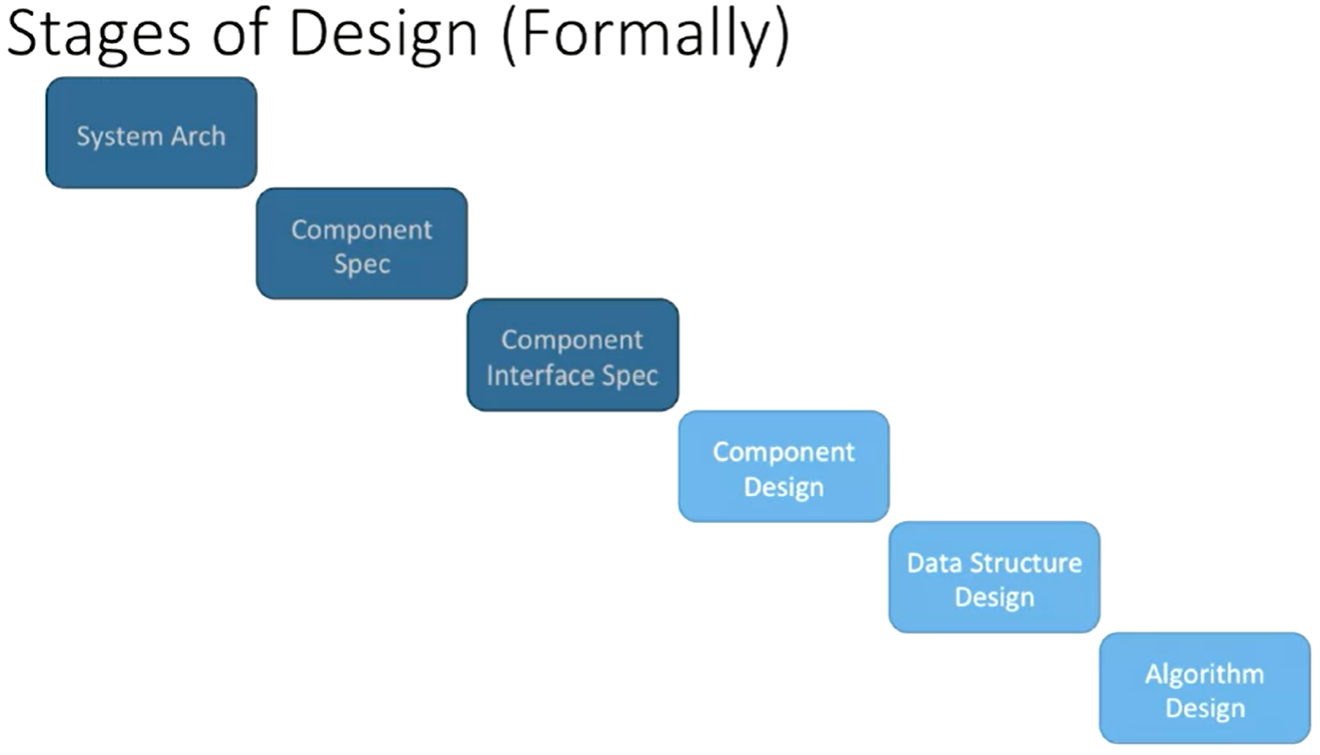 Stages of Design (Formally)
System Arch
Component
Spec
Component
Interface Spec
Component
Design
Data Structure
Design
Algorithm
Design